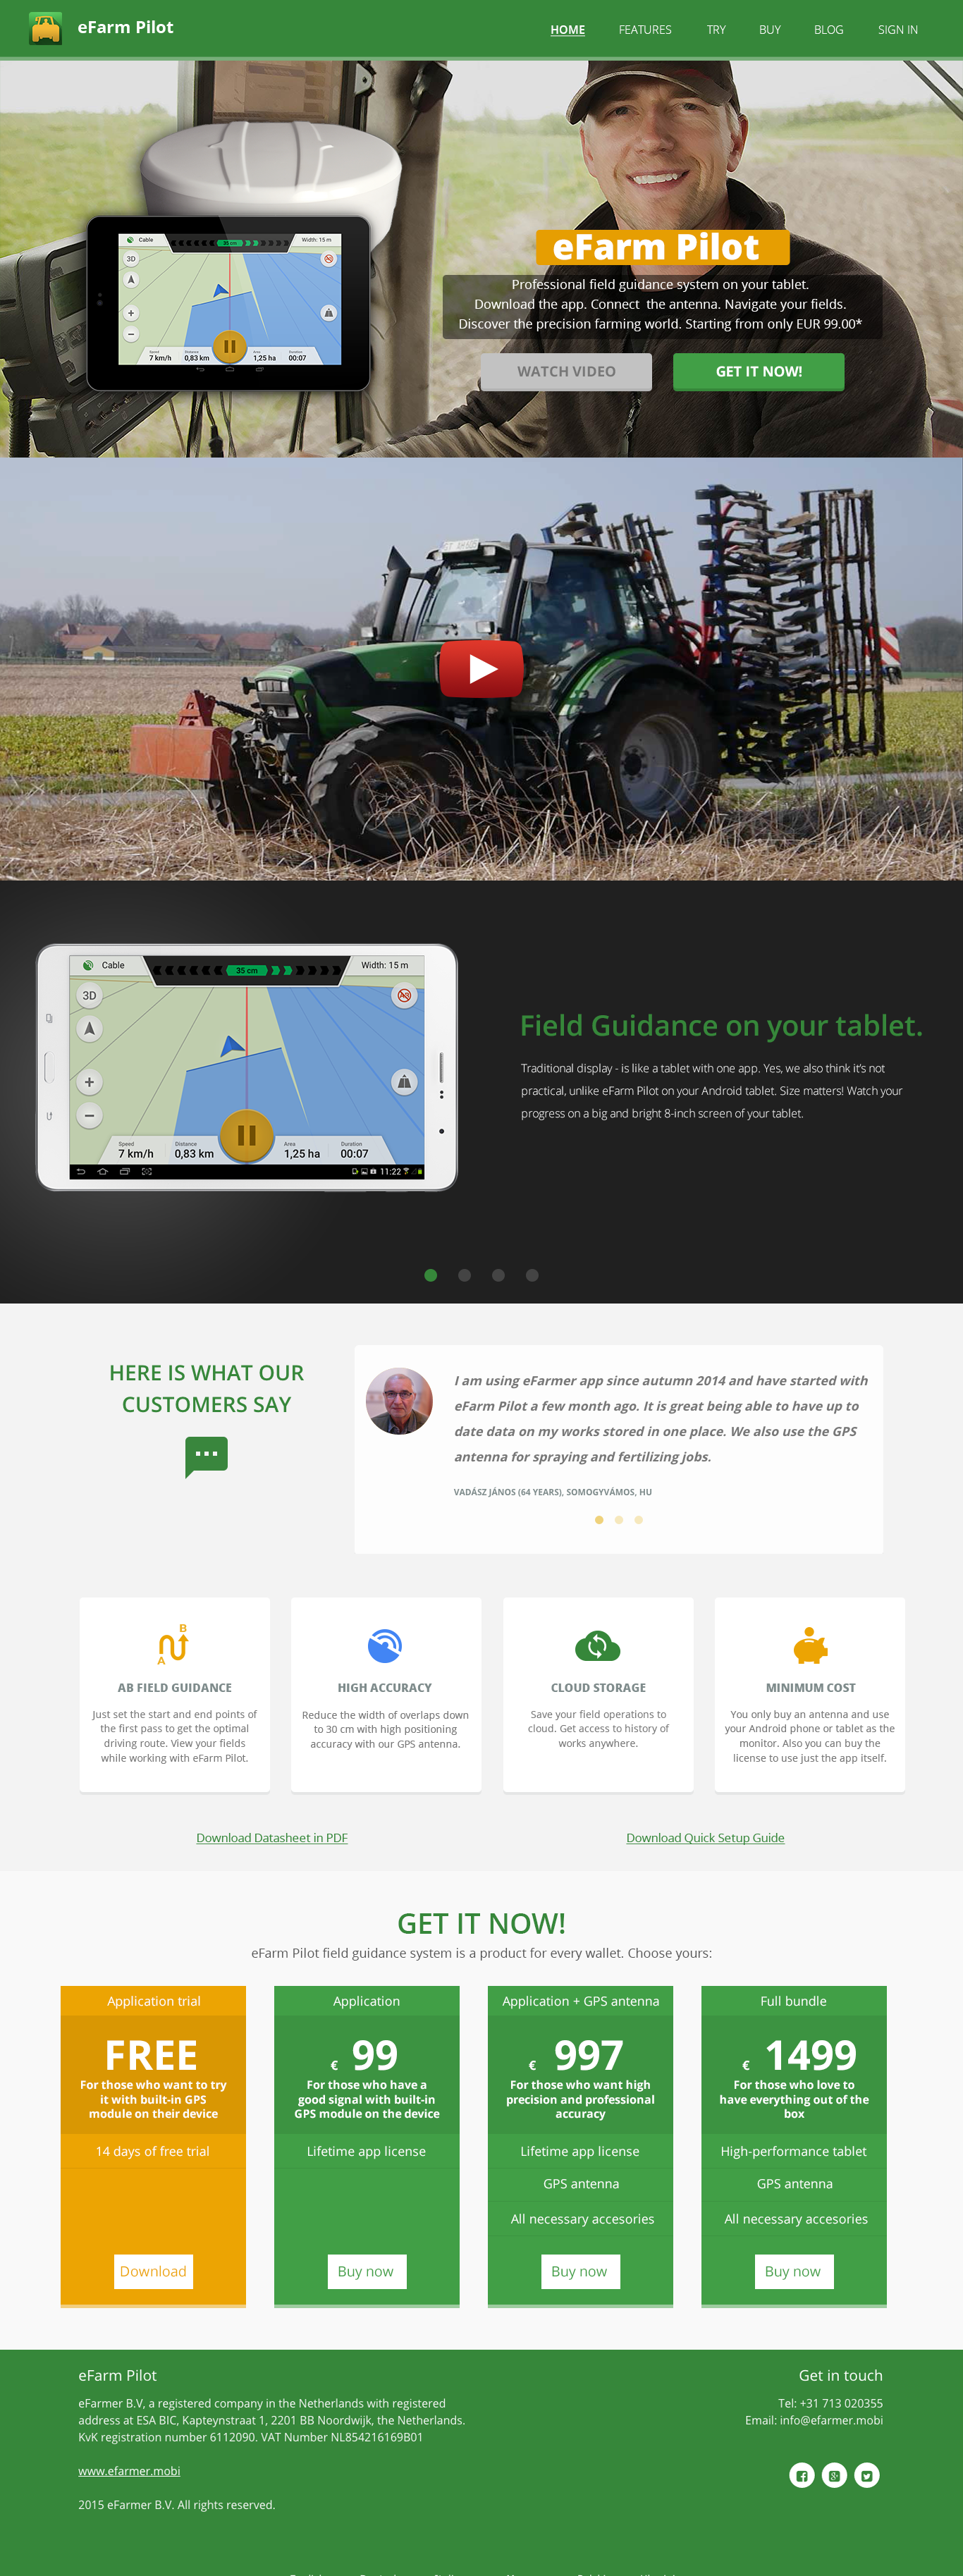 eFarm Pilot
HOME FEATURES TRY BUY BLOG SIGN IN
Cable 35 cm Width: 15 m
3D
Speed Distance Area Duration
7 km/h 0,83 km 1,25 ha 00:07
eFarm Pilot
Professional field guidance system on your tablet.
Download the app. Connect the antenna. Navigate your fields.
Discover the precision farming world. Starting from only EUR 99.00*
WATCH VIDEO GET IT NOW!
Cable 35 cm Width: 15 m
3D
Speed Distance Area Duration
7 km/h 0,83 km 1,25 ha 00:07
11:22
Field Guidance on your tablet.
Traditional display - is like a tablet with one app. Yes, we also think it's not
practical, unlike eFarm Pilot on your Android tablet. Size matters! Watch your
progress on a big and bright 8-inch screen of your tablet.
HERE IS WHAT OUR
CUSTOMERS SAY
I am using eFarmer app since autumn 2014 and have started with
eFarm Pilot a few month ago. It is great being able to have up to
date data on my works stored in one place. We also use the GPS
antenna for spraying and fertilizing jobs.
VADÁSZ JÁNOS (64 YEARS), SOMOGYVÁMOS, HU
B
A
AB FIELD GUIDANCE
Just set the start and end points of
the first pass to get the optimal
driving route. View your fields
while working with eFarm Pilot.
HIGH ACCURACY
Reduce the width of overlaps down
to 30 cm with high positioning
accuracy with our GPS antenna.
CLOUD STORAGE
Save your field operations to
cloud. Get access to history of
works anywhere.
MINIMUM COST
You only buy an antenna and use
your Android phone or tablet as the
monitor. Also you can buy the
license to use just the app itself.
Download Datasheet in PDF
Download Quick Setup Guide
GET IT NOW!
eFarm Pilot field guidance system is a product for every wallet. Choose yours:
Application trial
FREE
For those who want to try
it with built-in GPS
module on their device
14 days of free trial
Download
Application
€ 99
For those who have a
good signal with built-in
GPS module on the device
Lifetime app license
Buy now
Application + GPS antenna
€ 997
For those who want high
precision and professional
accuracy
Lifetime app license
GPS antenna
All necessary accesories
Buy now
Full bundle
€ 1499
For those who love to
have everything out of the
box
High-performance tablet
GPS antenna
All necessary accesories
Buy now
eFarm Pilot
eFarmer B.V, a registered company in the Netherlands with registered
address at ESA BIC, Kapteynstraat 1, 2201 BB Noordwijk, the Netherlands.
KvK registration number 6112090. VAT Number NL854216169B01
www.efarmer.mobi
2015 eFarmer B.V. All rights reserved.
Get in touch
Tel: +31 713 020355
Email: info@efarmer.mobi